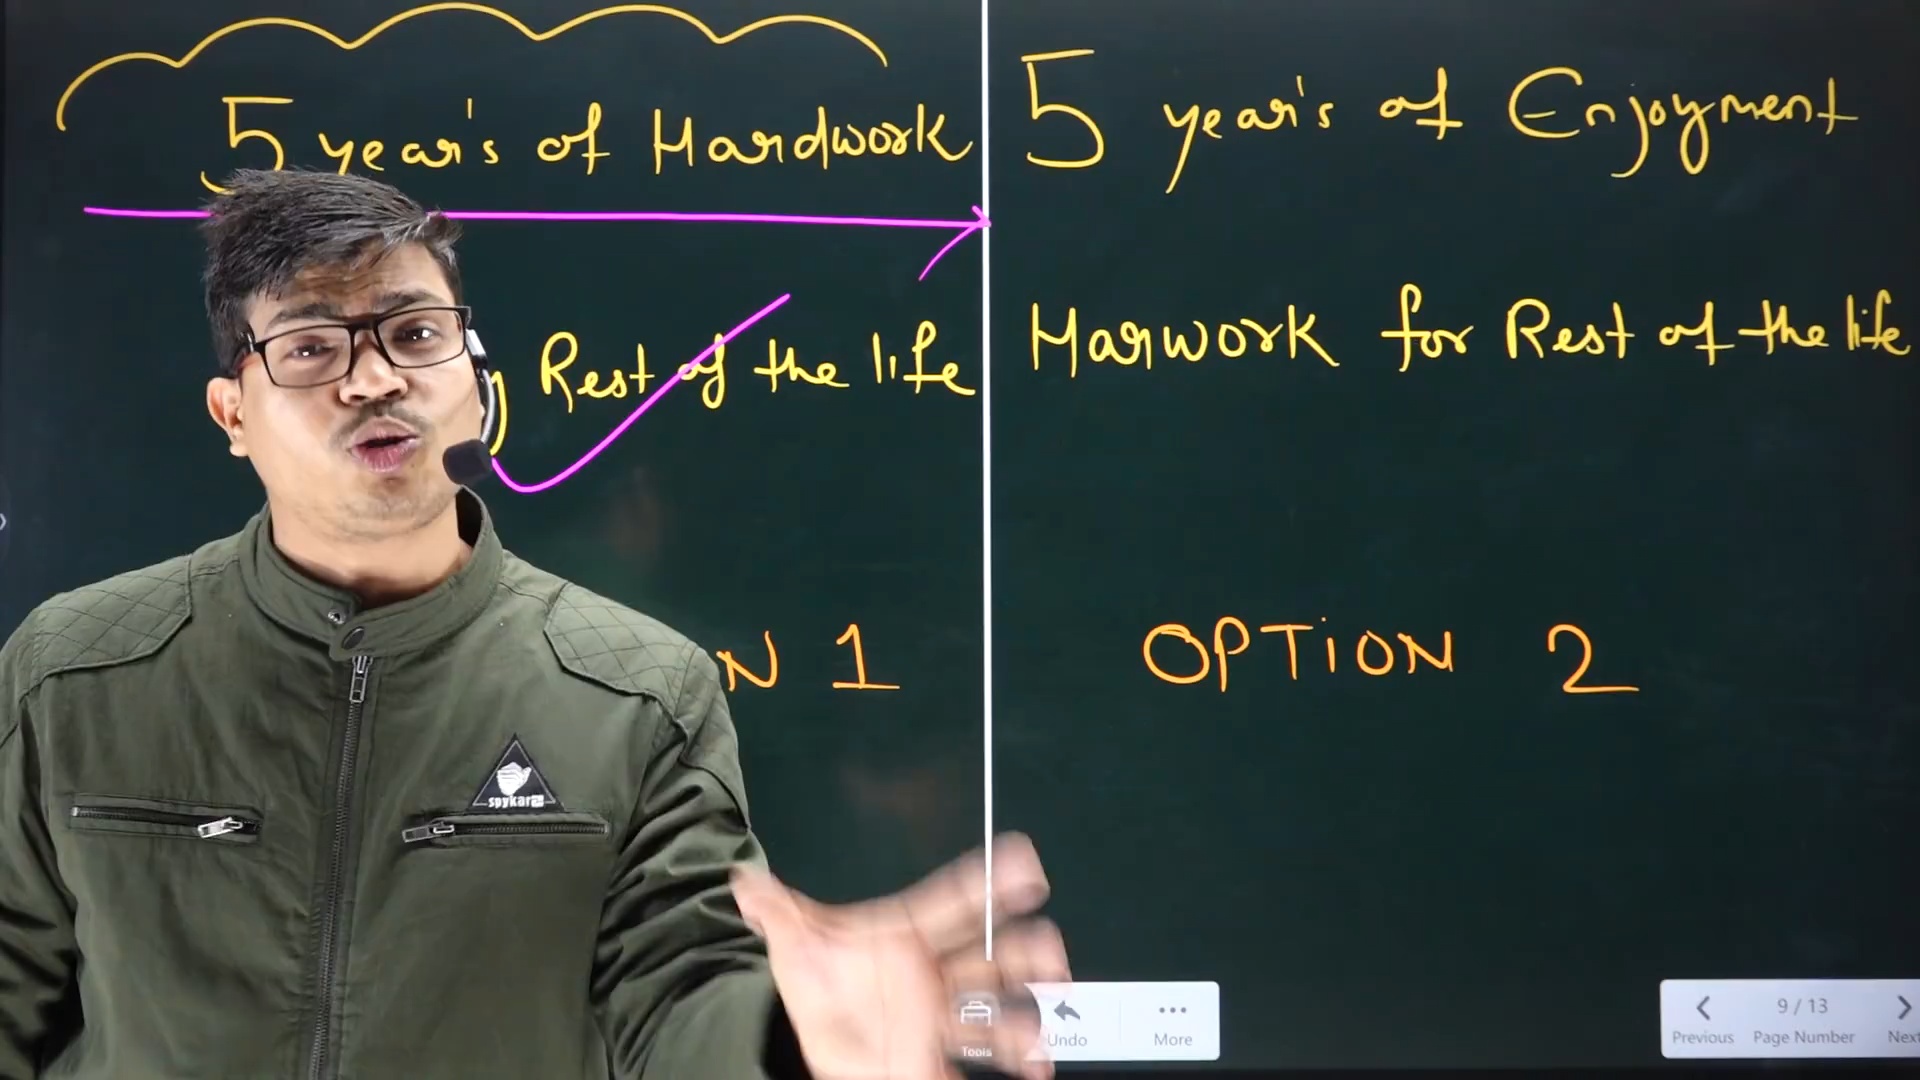 5 year's of Hardwork
Rest of the life
N 1
5 year's of Enjoyment
Harwork for Rest of the life
OPTiON 2
spykar
Tools
Undo
More
Previous
9 / 13
Page Number
Next